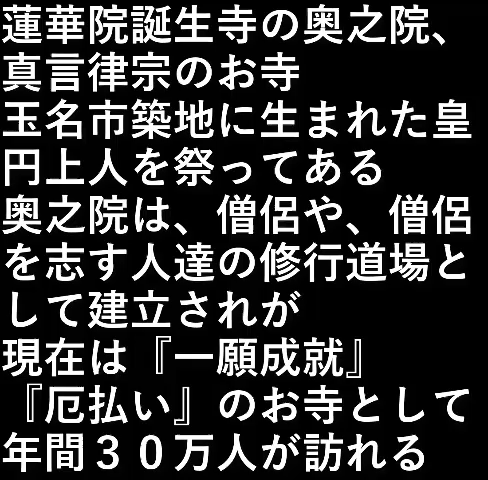 蓮華院誕生寺の奥之院、
真言律宗のお寺
玉名市築地に生まれた皇
円上人を祭ってある
奥之院は、僧侶や、僧侶
を志す人達の修行道場と
して建立されが
現在は『一願成就』
『厄払い』のお寺として
年間３０万人が訪れる